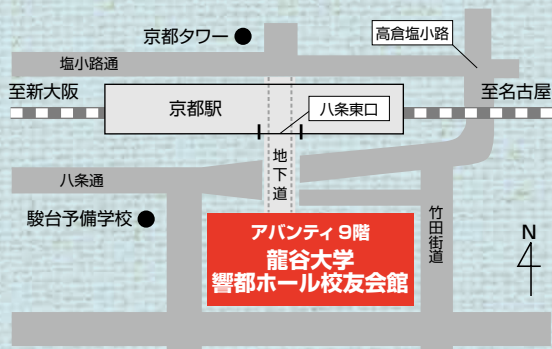 京都タワー
高倉塩小路
塩小路通
至新大阪
至名古屋
京都駅
八条東口
地下道
八条通
駿台予備学校
竹田街道
アバンティ 9階
龍谷大学
響都ホール校友会館
N